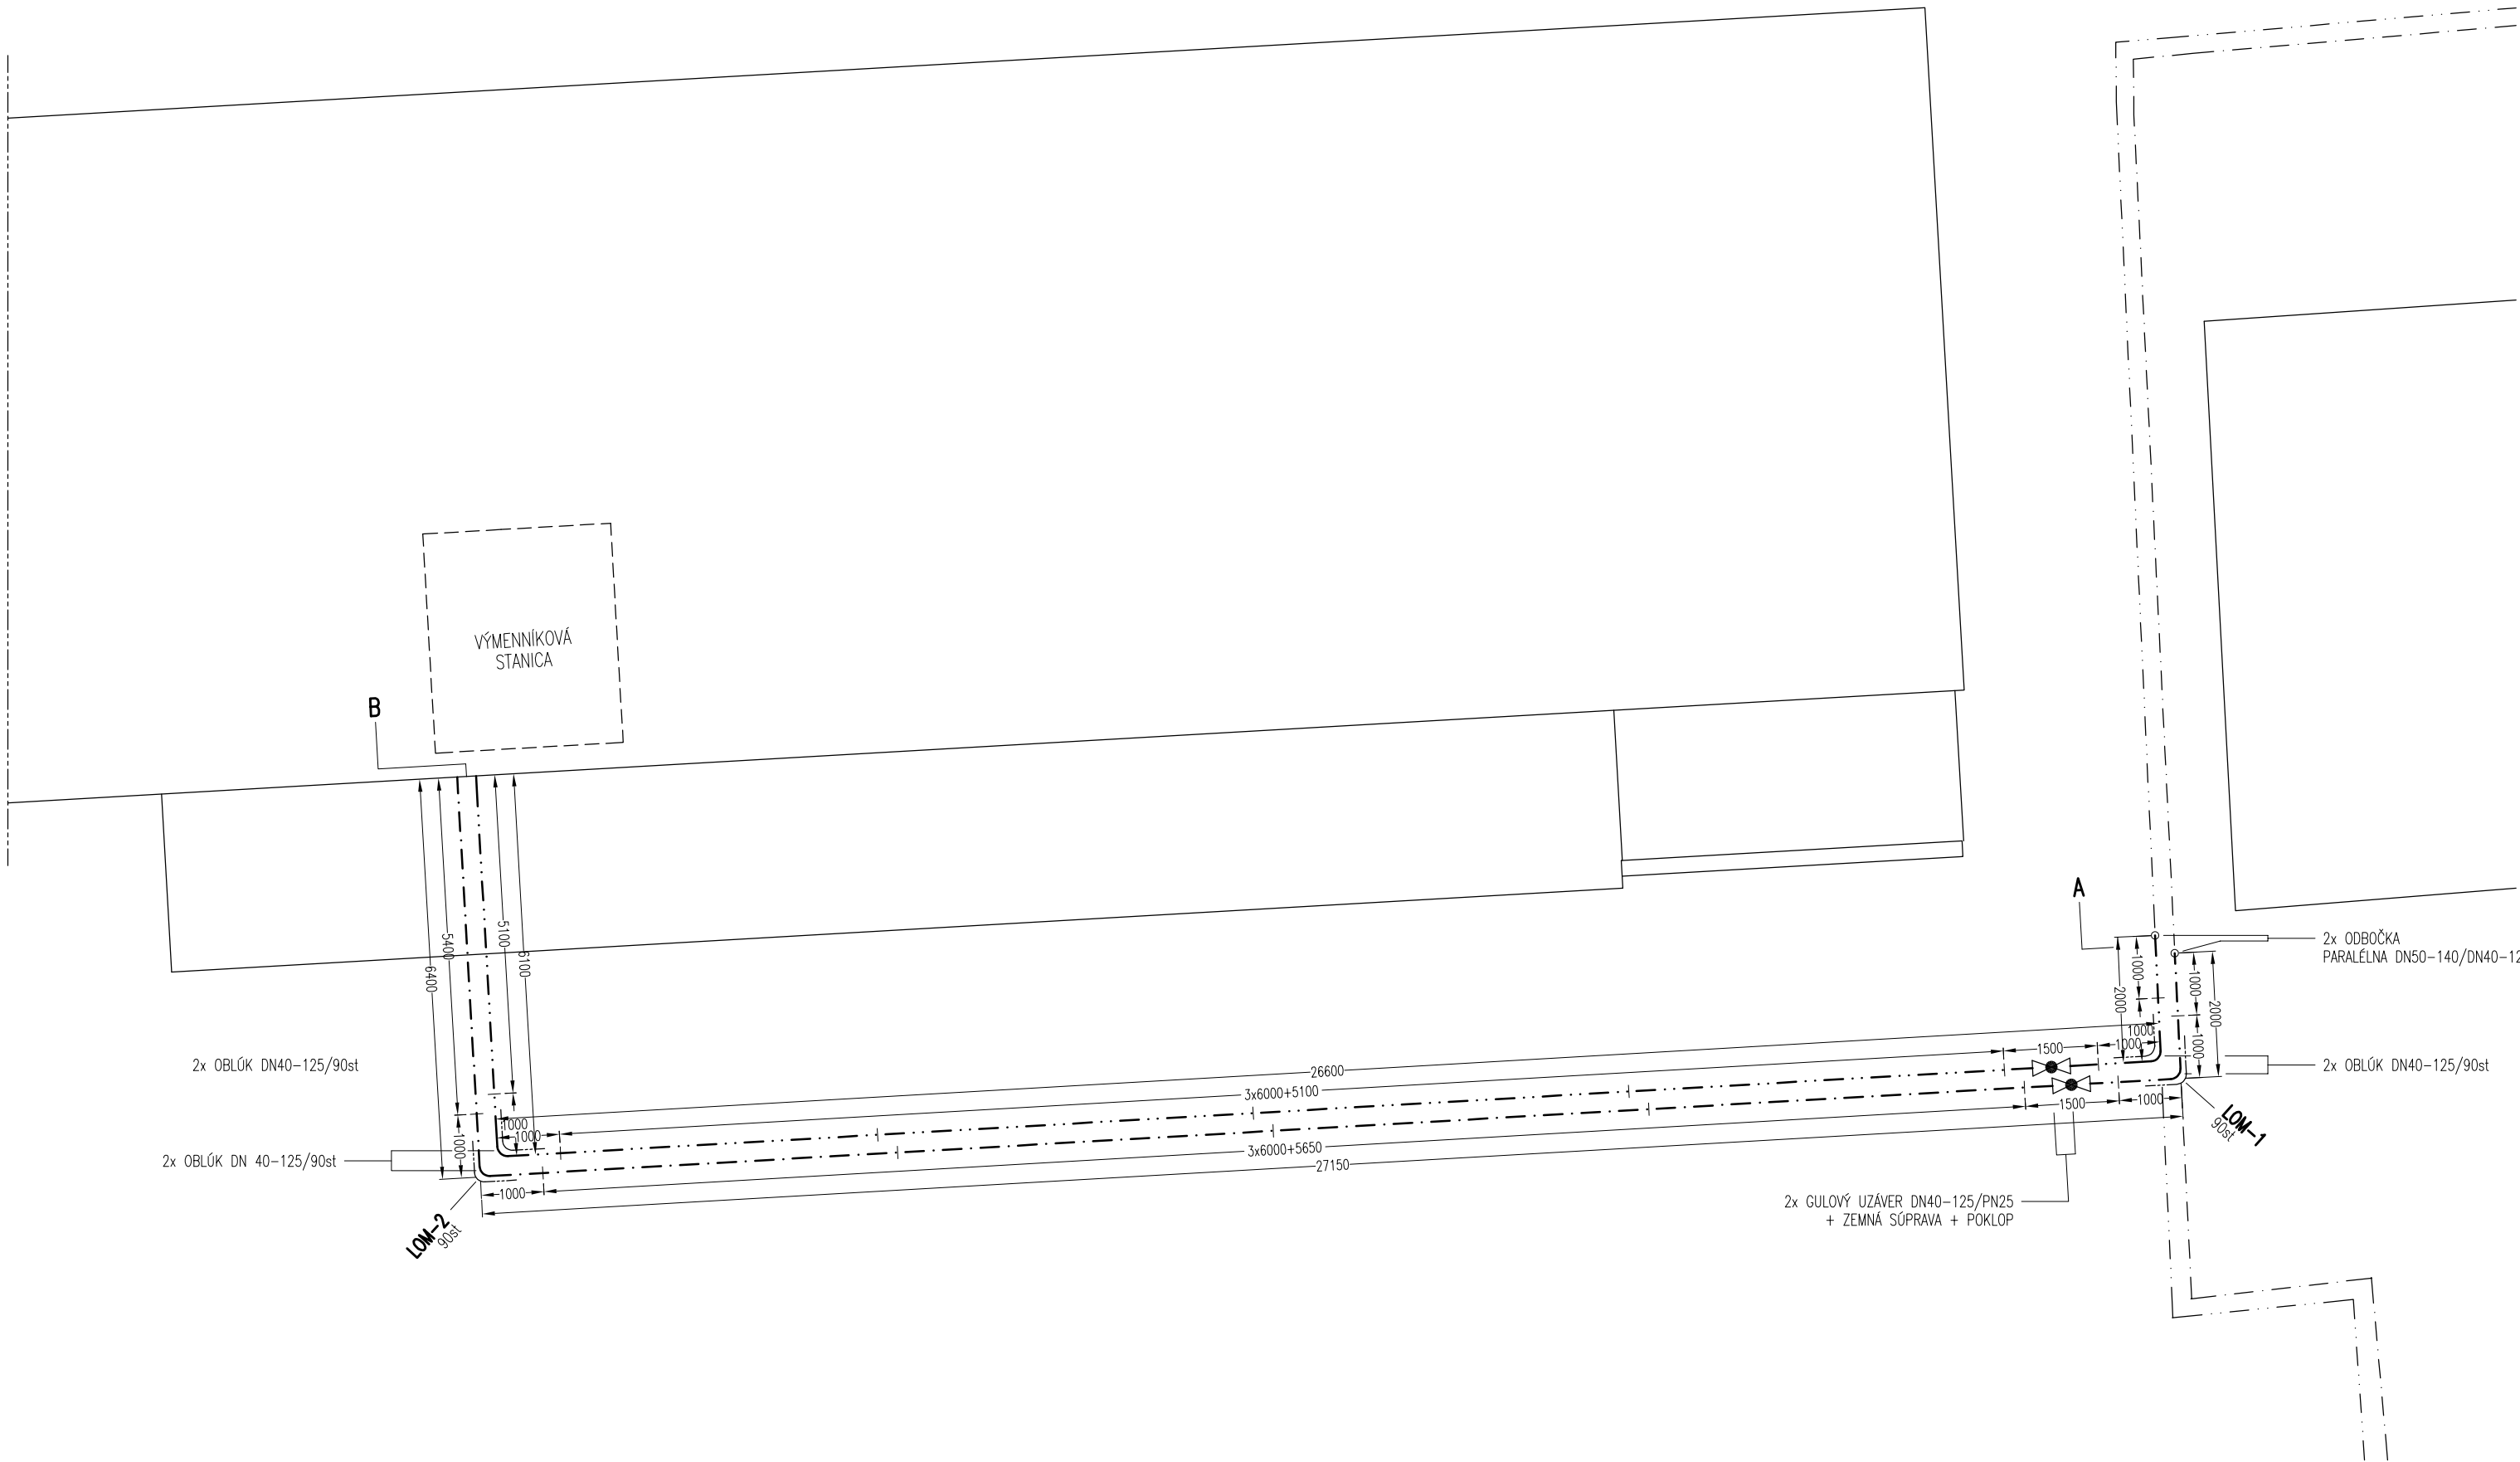 VÝMENNÍKOVÁ
STANICA
B
A
5100
6100
5400
6400
2x ODBOČKA
PARALÉLNA DN50-140/DN40-12
1000
2000
1000
2000
1000
1000
2x OBLÚK DN40-125/90st
2x OBLÚK DN40-125/90st
1500
1000
26600
3x6000+5100
1000
1000
1000
1500
1000
LOM-1
90st
2x OBLÚK DN 40-125/90st
3x6000+5650
27150
1000
2x GULOVÝ UZÁVER DN40-125/PN25
+ ZEMNÁ SÚPRAVA + POKLOP
LOM-2
90st